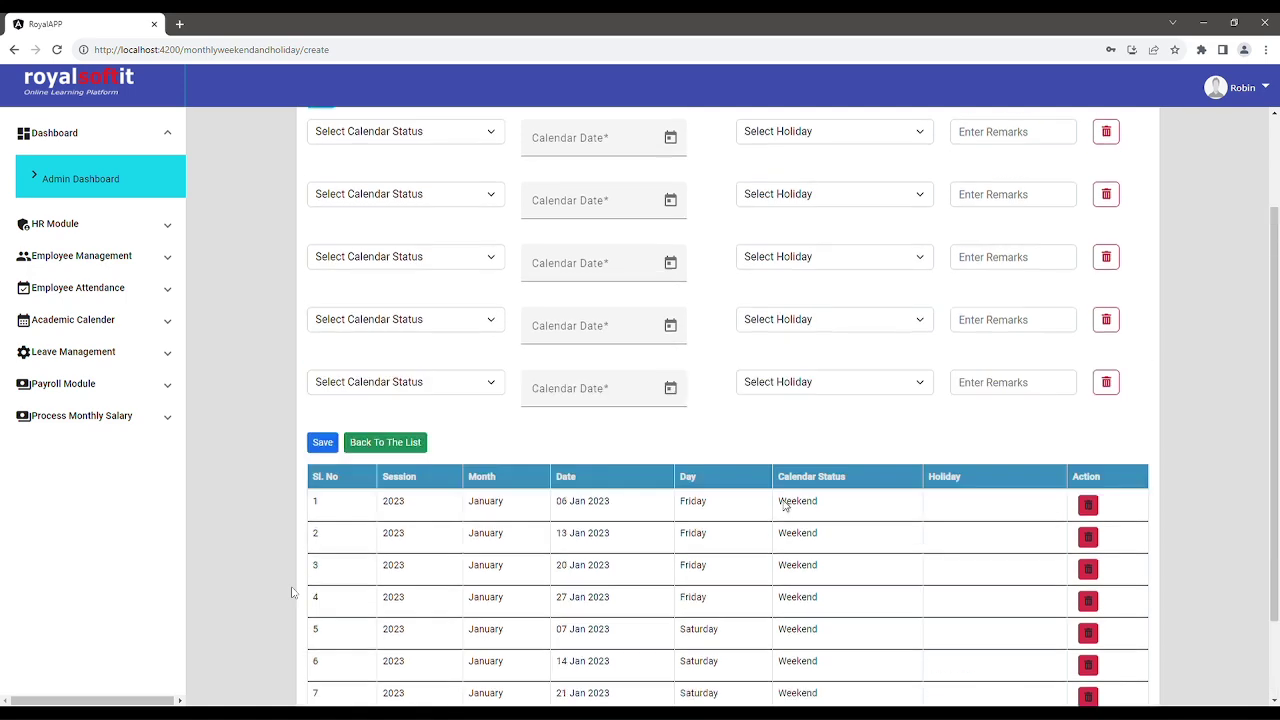 RoyalAPP
http://localhost:4200/monthlyweekendandholiday/create
royalsoftit
Online Learning Platform
Robin
Dashboard
Admin Dashboard
HR Module
Employee Management
Employee Attendance
Academic Calender
Leave Management
Payroll Module
Process Monthly Salary
Select Calendar Status Calendar Date* Select Holiday Enter Remarks
Select Calendar Status Calendar Date* Select Holiday Enter Remarks
Select Calendar Status Calendar Date* Select Holiday Enter Remarks
Select Calendar Status Calendar Date* Select Holiday Enter Remarks
Select Calendar Status Calendar Date* Select Holiday Enter Remarks
Save Back To The List
Sl. No Session Month Date Day Calendar Status Holiday Action
1 2023 January 06 Jan 2023 Friday Weekend
2 2023 January 13 Jan 2023 Friday Weekend
3 2023 January 20 Jan 2023 Friday Weekend
4 2023 January 27 Jan 2023 Friday Weekend
5 2023 January 07 Jan 2023 Saturday Weekend
6 2023 January 14 Jan 2023 Saturday Weekend
7 2023 January 21 Jan 2023 Saturday Weekend